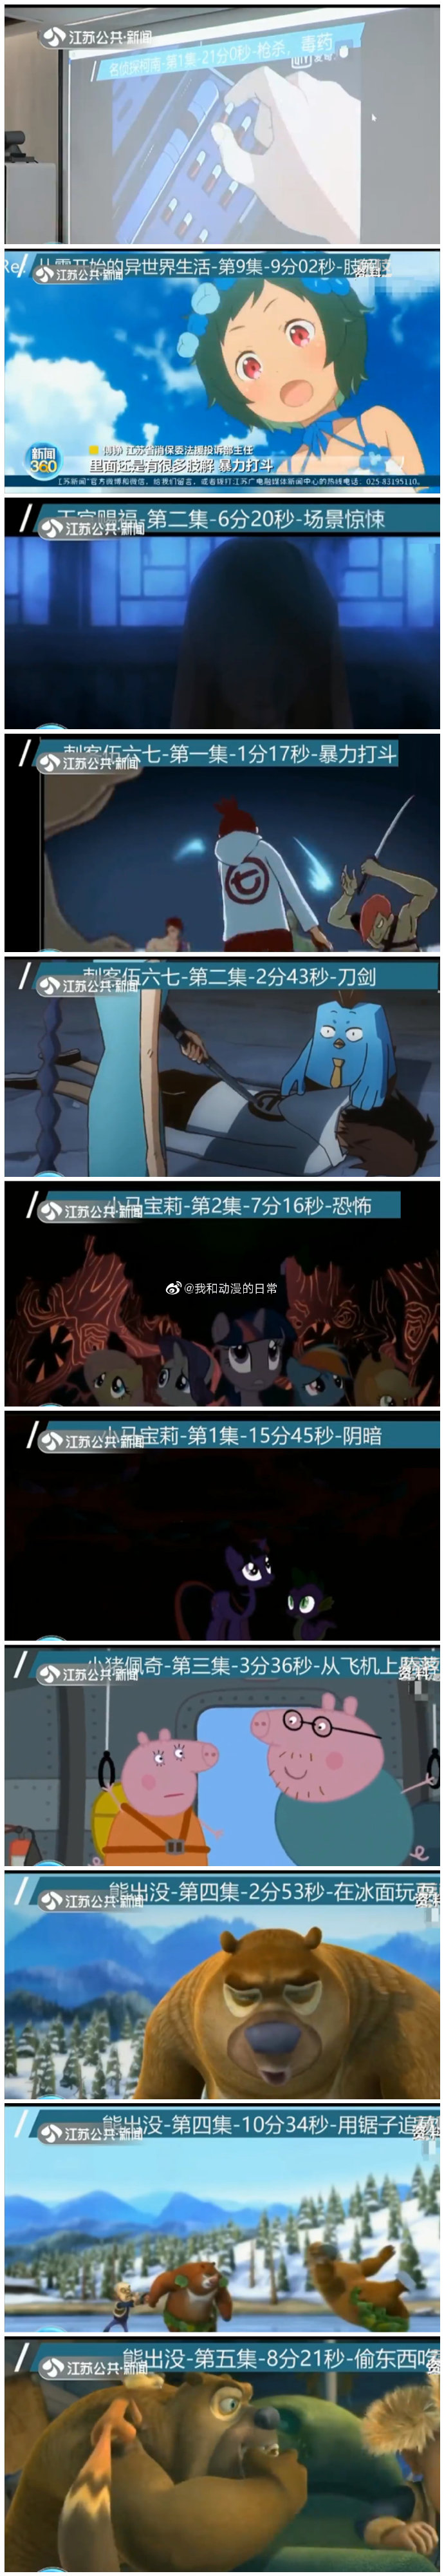 江苏公共·新闻
名侦探柯南-第1集-21分0秒-枪杀，毒药
Re：从零开始的异世界生活-第9集-9分02秒-肢解
江苏公共·新闻
新闻360
傅铮 江苏省消保委法援投诉部主任
里面还是有很多肢解 暴力打斗
江苏新闻"官方微博和微信，给我们留言，或者拨打江苏广电融媒体新闻中心的热线电话：025-83195110。
天官赐福-第二集-6分20秒-场景惊悚
江苏公共·新闻
刺客伍六七-第一集-1分17秒-暴力打斗
江苏公共·新闻
刺客伍六七-第二集-2分43秒-刀剑
江苏公共·新闻
小马宝莉-第2集-7分16秒-恐怖
江苏公共·新闻
@我和动漫的日常
小马宝莉-第1集-15分45秒-阴暗
江苏公共·新闻
小猪佩奇-第三集-3分36秒-从飞机上
江苏公共·新闻
熊出没-第四集-2分53秒-在冰面玩耍
江苏公共·新闻
熊出没-第四集-10分34秒-用锯子追
江苏公共·新闻
熊出没-第五集-8分21秒-偷东西吃
江苏公共·新闻